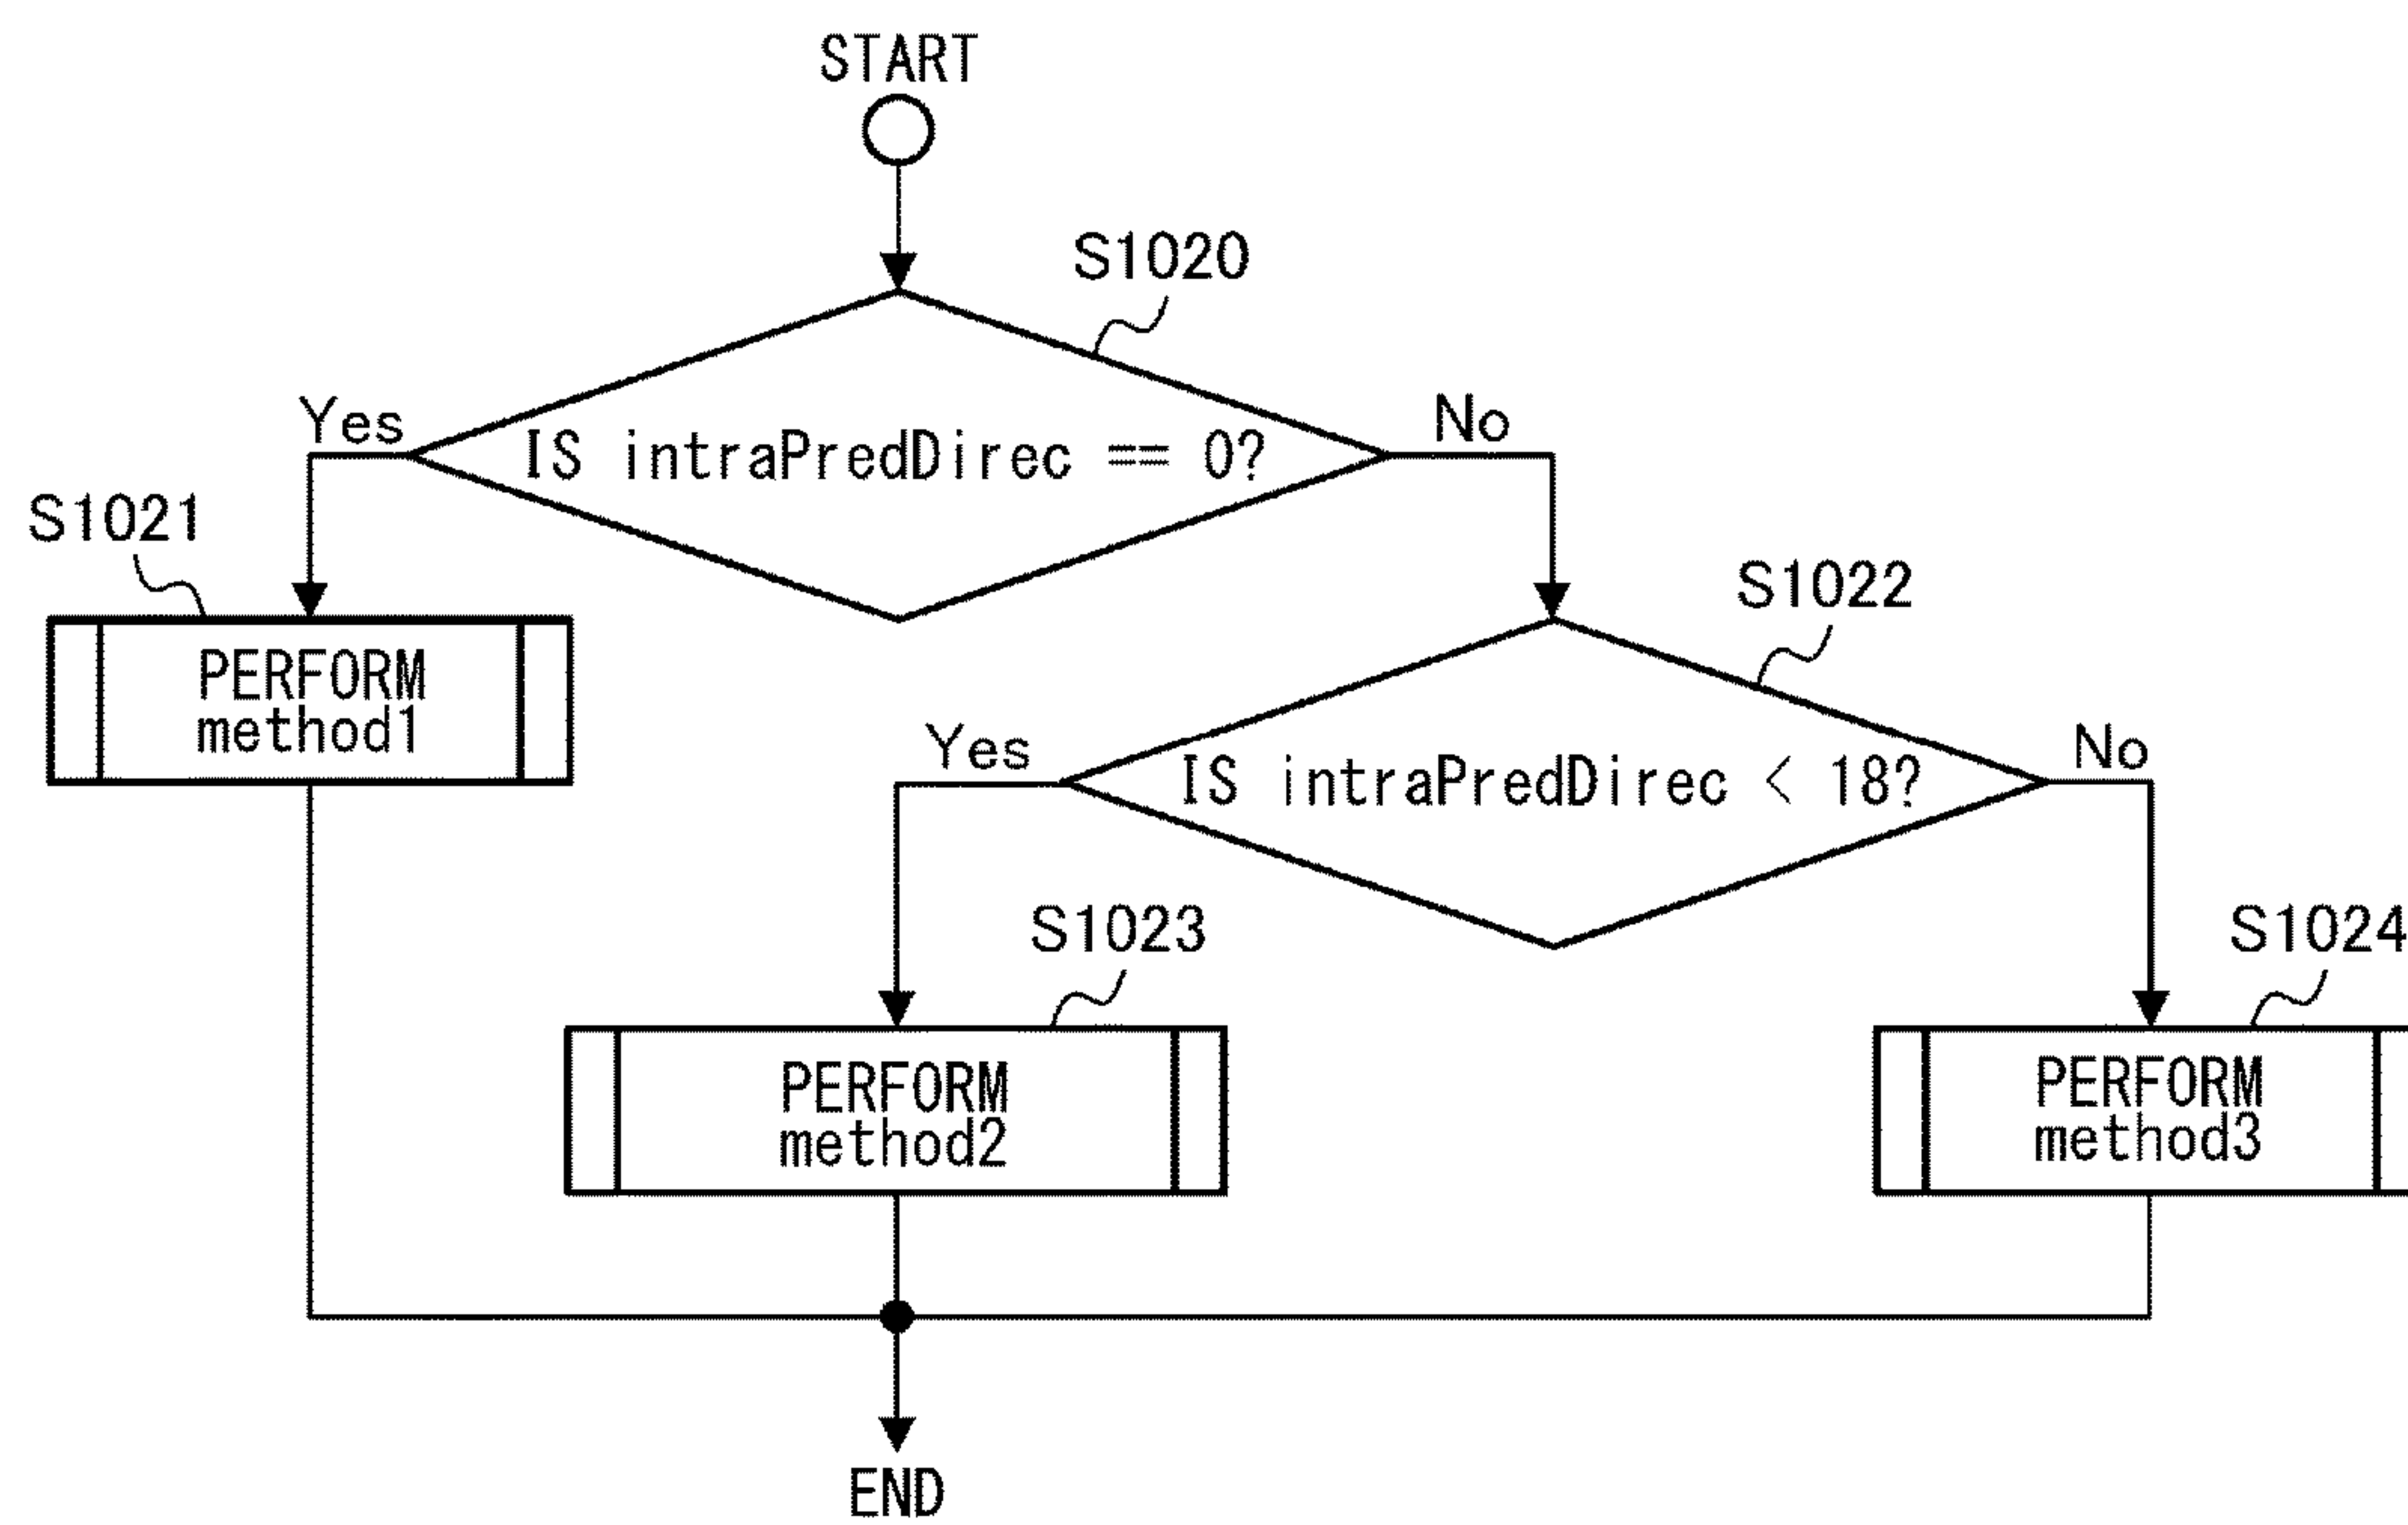 START
S1020
Yes
IS intraPredDirec == 0?
No
S1021
PERFORM
method1
S1022
Yes
IS intraPredDirec < 18?
No
S1023
PERFORM
method2
S1024
PERFORM
method3
END